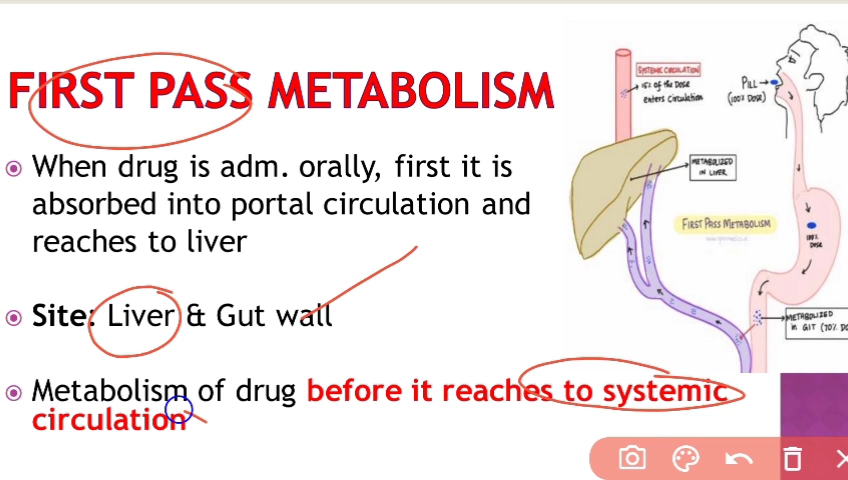 FIRST PASS METABOLISM
When drug is adm. orally, first it is
absorbed into portal circulation and
reaches to liver
Site: Liver & Gut wall
Metabolism of drug before it reaches to systemic
circulation
SYSTEMIC CIRCULATION
15% of the Dose
enters circulation
PILL
(100% DOSE)
METABOLIZED
IN LIVER
FIRST PASS METABOLISM
100%
DOSE
METABOLIZED
in GIT (70% DO